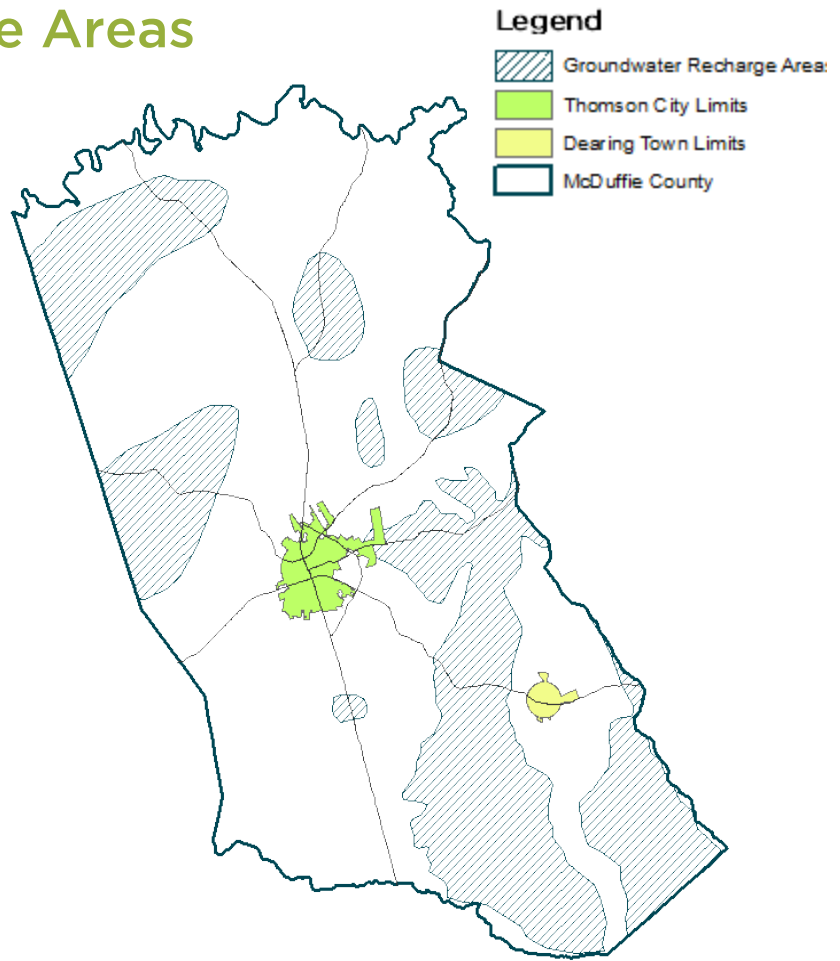 e Areas
Legend
Groundwater Recharge Areas
Thomson City Limits
Dearing Town Limits
McDuffie County